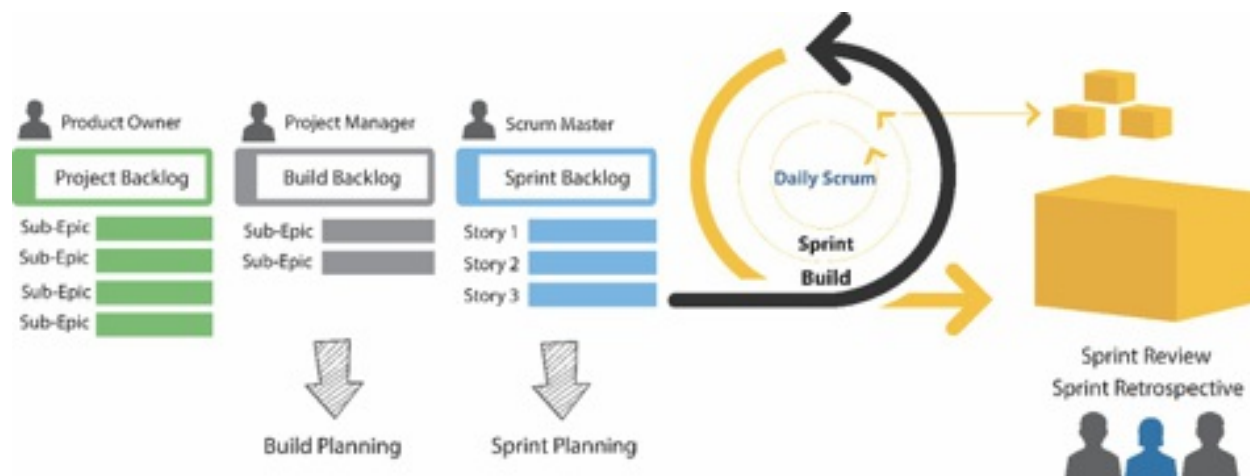 Product Owner
Project Backlog
Sub-Epic
Sub-Epic
Sub-Epic
Sub-Epic
Project Manager
Build Backlog
Sub-Epic
Sub-Epic
Build Planning
Scrum Master
Sprint Backlog
Story 1
Story 2
Story 3
Sprint Planning
Daily Scrum
Sprint
Build
Sprint Review
Sprint Retrospective